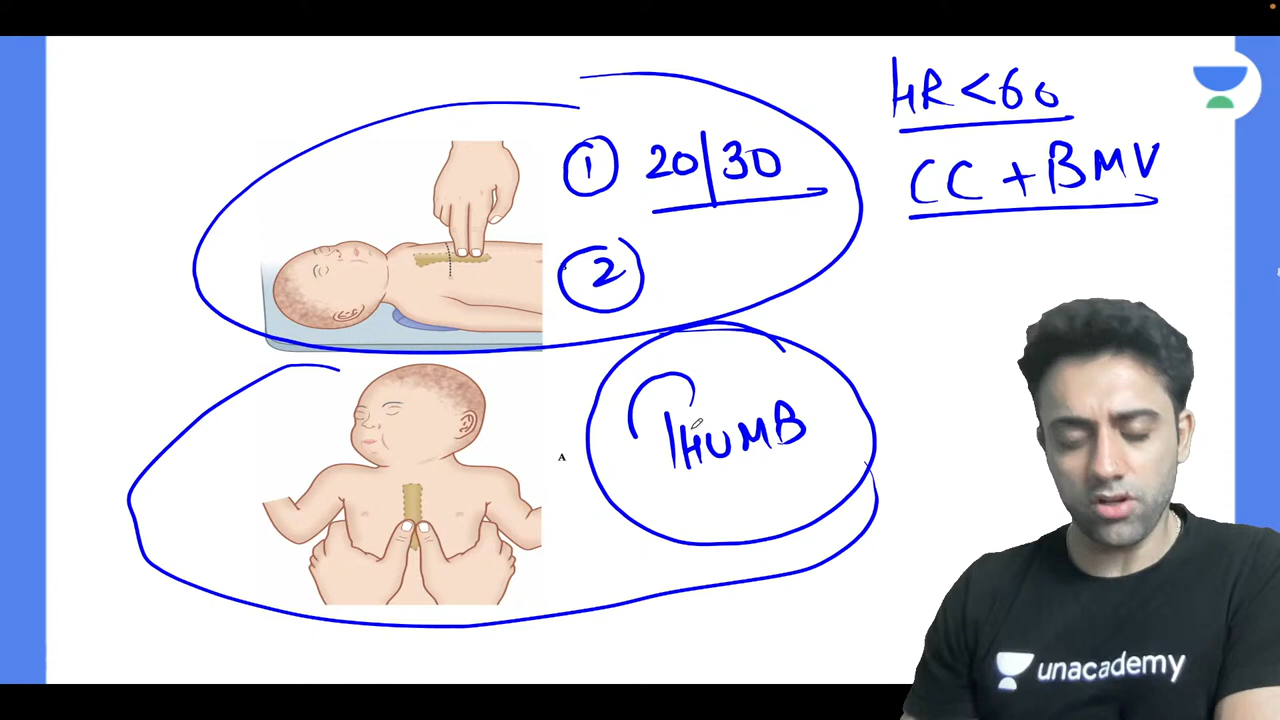 HR<60
CC + BMV
① 20/30
②
THUMB
A
unacademy